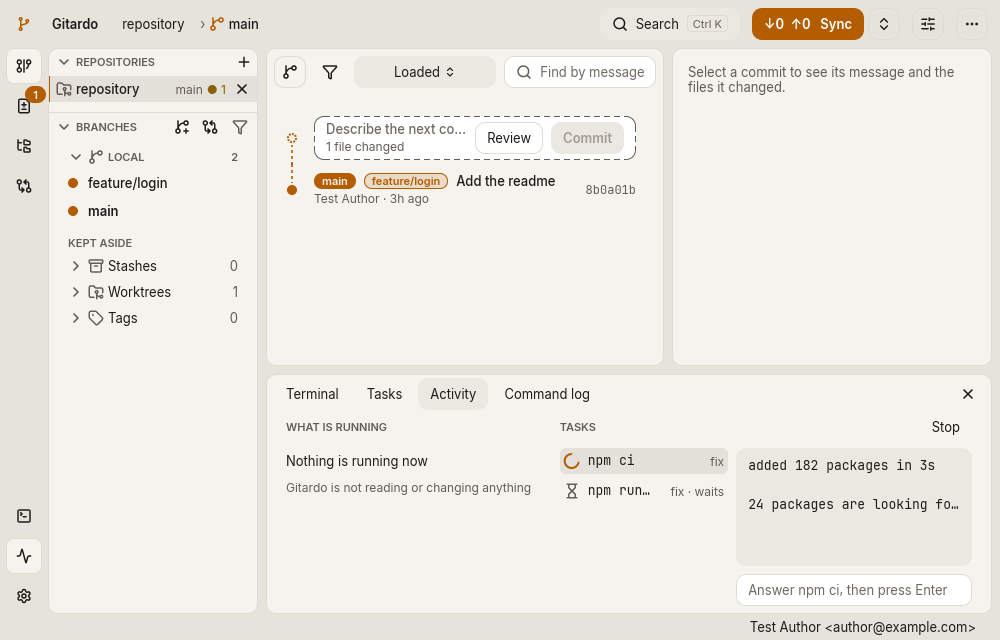 Gitardo repository › main Search Ctrl K ↓0 ↑0 Sync
REPOSITORIES
repository main 1
1
BRANCHES
LOCAL 2
feature/login
main
KEPT ASIDE
Stashes 0
Worktrees 1
Tags 0
Loaded Find by message
Describe the next co…
1 file changed
Review Commit
main feature/login Add the readme
Test Author · 3h ago
8b0a01b
Select a commit to see its message and the
files it changed.
Terminal Tasks Activity Command log
WHAT IS RUNNING
Nothing is running now
Gitardo is not reading or changing anything
TASKS Stop
npm ci fix
npm run… fix · waits
added 182 packages in 3s
24 packages are looking fo…
Answer npm ci, then press Enter
Test Author <author@example.com>